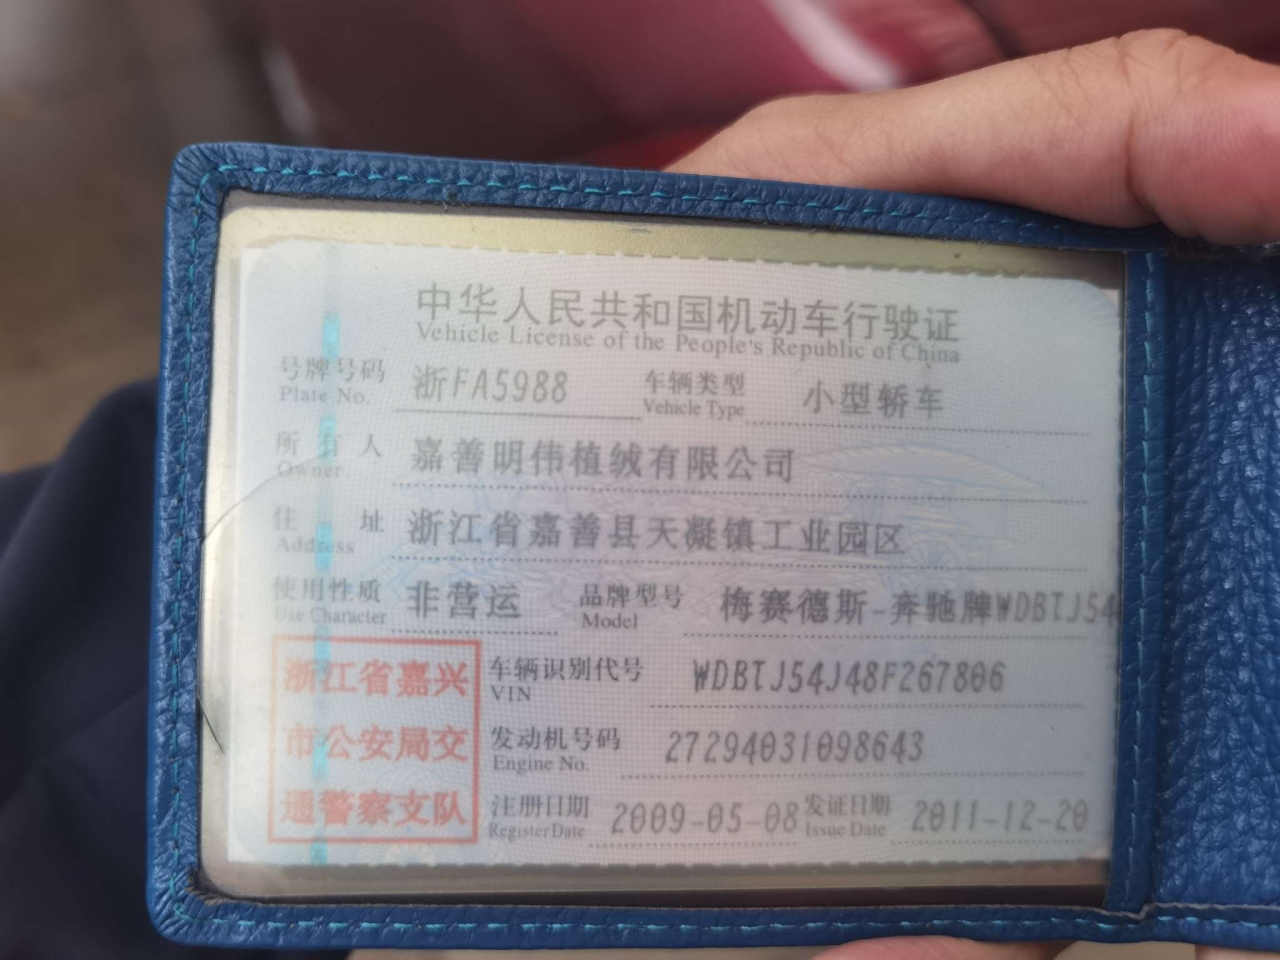 中华人民共和国机动车行驶证
Vehicle License of the People's Republic of China
号牌号码 浙FA5988 车辆类型 小型轿车
Plate No. Vehicle Type
所有人 嘉善明伟植绒有限公司
Owner
住址 浙江省嘉善县天凝镇工业园区
Address
使用性质 非营运 品牌型号 梅赛德斯-奔驰牌WDBTJ54
Use Character Model
浙江省嘉兴
市公安局交
通警察支队
车辆识别代号 WDBTJ54J48F267806
VIN
发动机号码 27294031098643
Engine No.
注册日期 2009-05-08 发证日期 2011-12-20
Register Date Issue Date